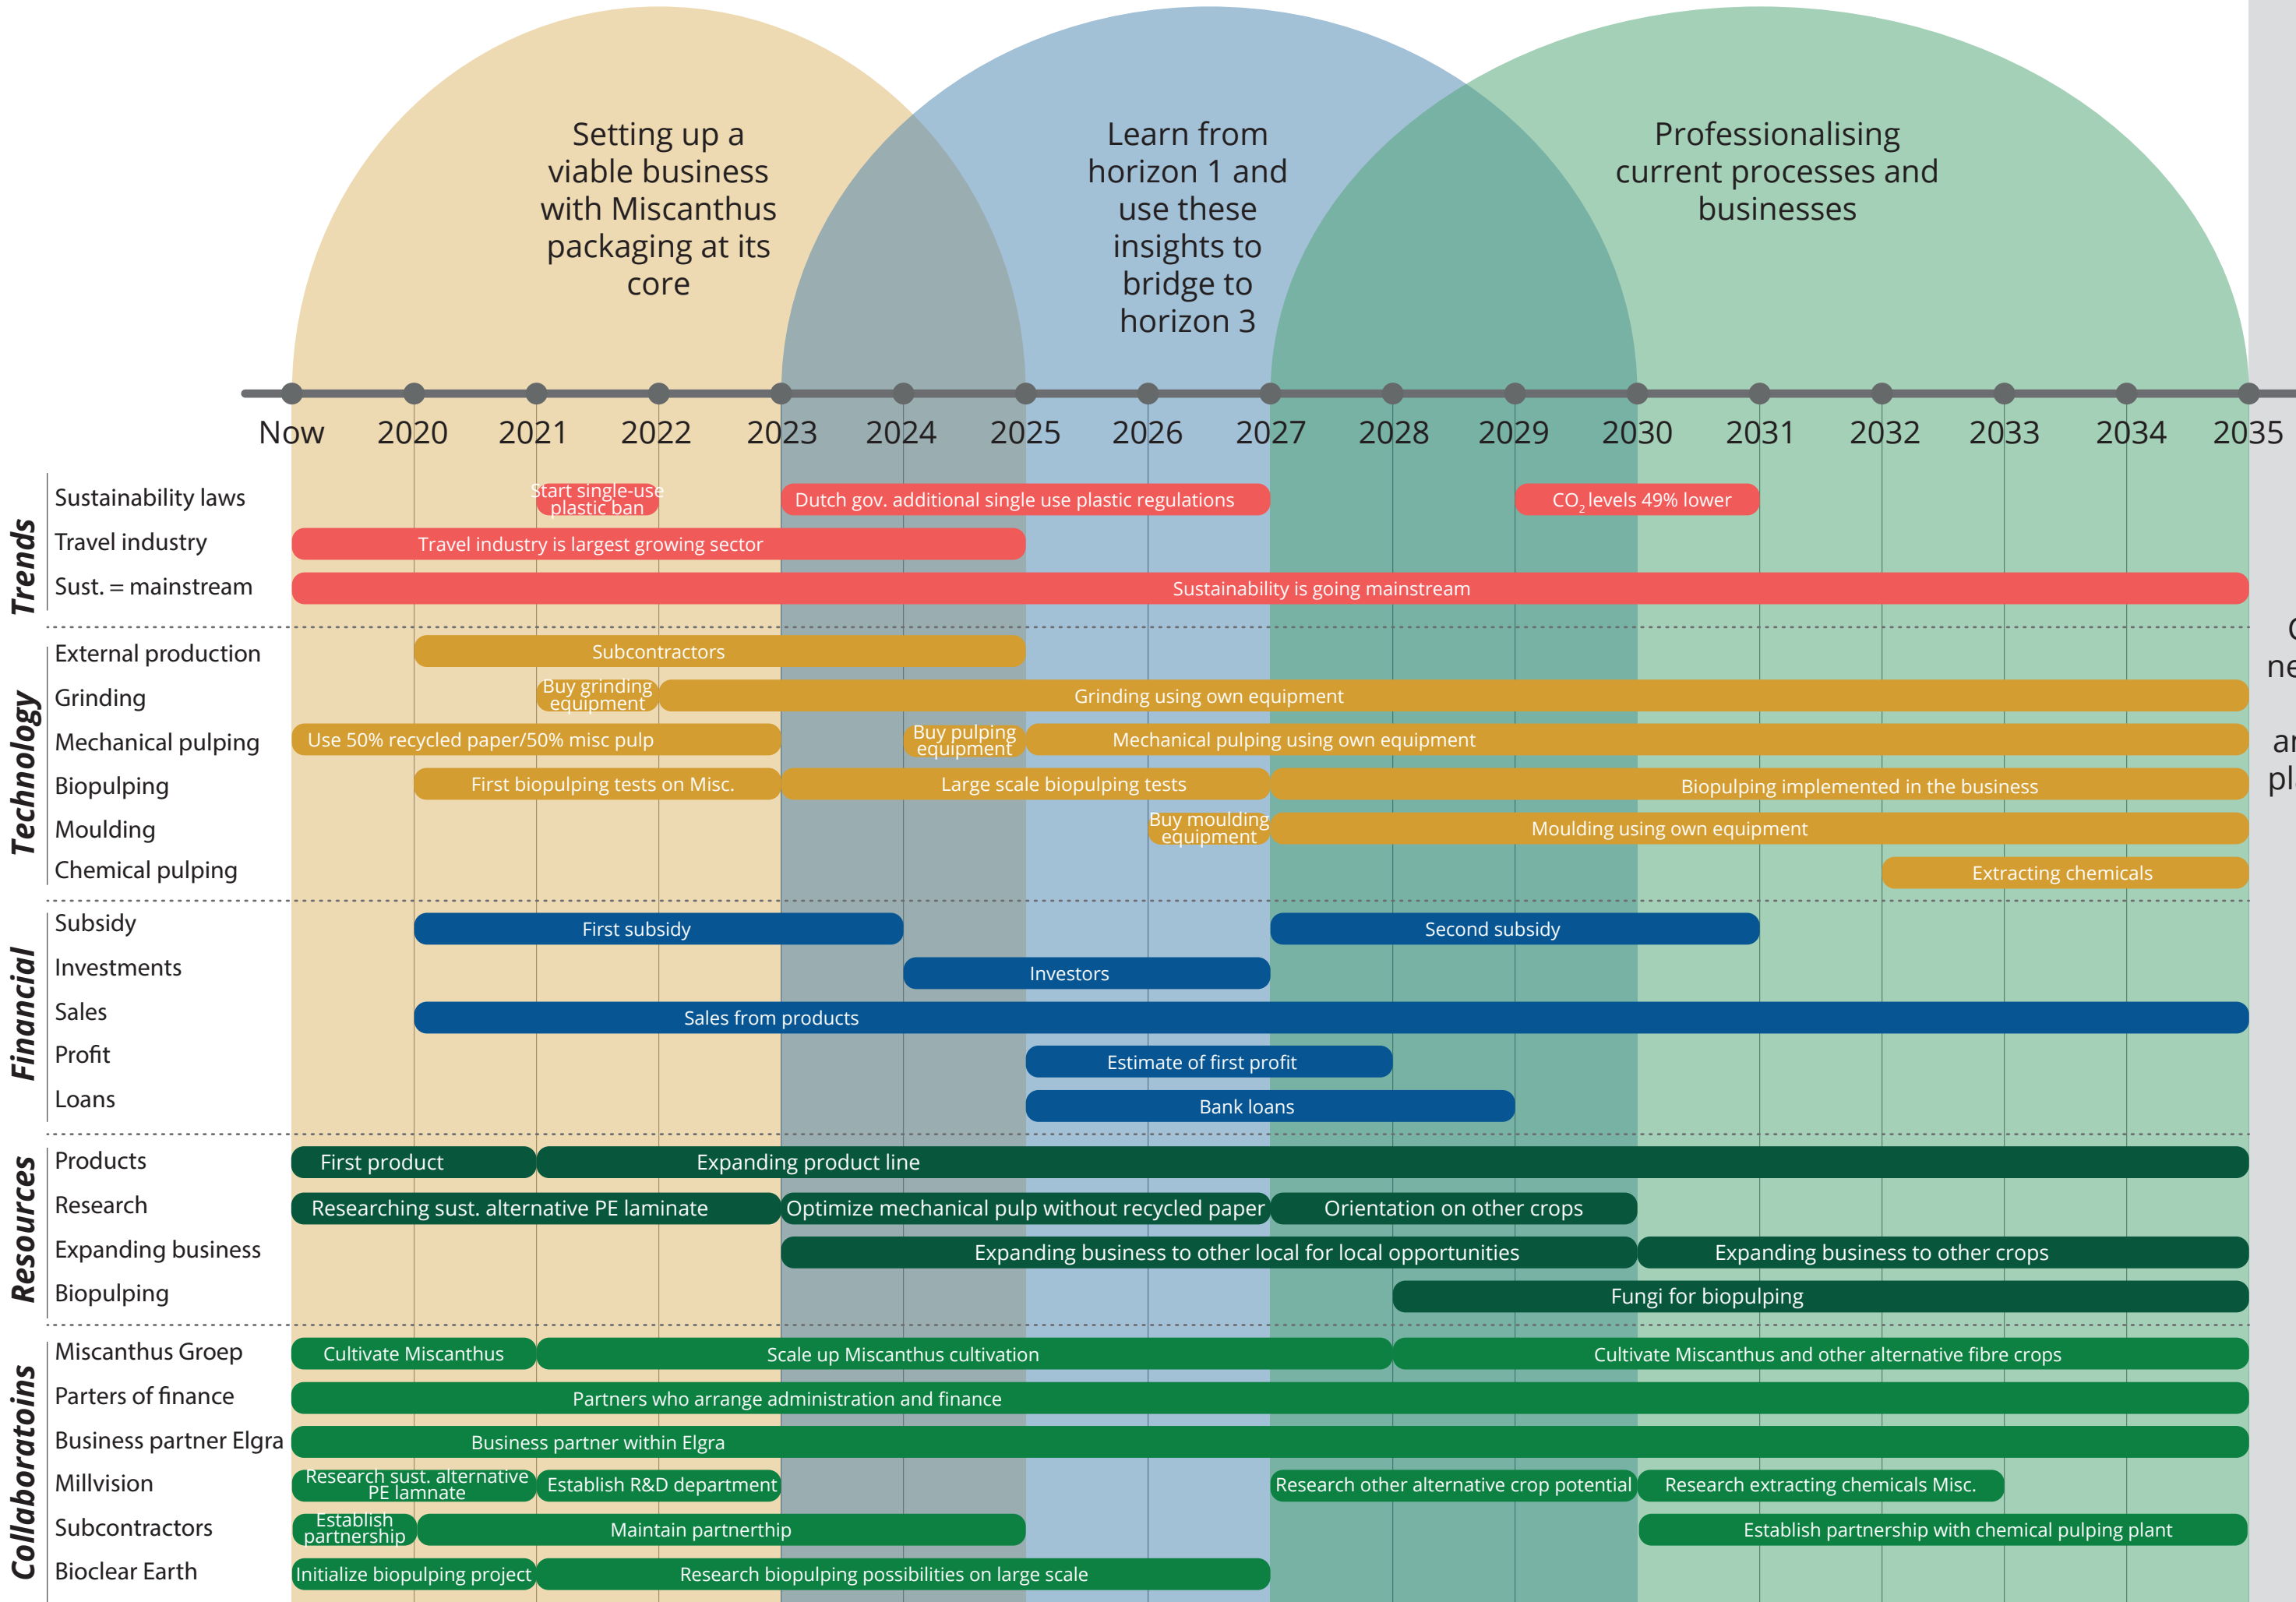 Setting up a
viable business
with Miscanthus
packaging at its
core
Learn from
horizon 1 and
use these
insights to
bridge to
horizon 3
Professionalising
current processes and
businesses
Now 2020 2021 2022 2023 2024 2025 2026 2027 2028 2029 2030 2031 2032 2033 2034 2035
Trends
Sustainability laws
Start single-use
plastic ban
Dutch gov. additional single use plastic regulations
CO2 levels 49% lower
Travel industry
Travel industry is largest growing sector
Sust. = mainstream
Sustainability is going mainstream
Technology
External production
Subcontractors
Grinding
Buy grinding
equipment
Grinding using own equipment
Mechanical pulping
Use 50% recycled paper/50% misc pulp
Buy pulping
equipment
Mechanical pulping using own equipment
Biopulping
First biopulping tests on Misc.
Large scale biopulping tests
Biopulping implemented in the business
Moulding
Buy moulding
equipment
Moulding using own equipment
Chemical pulping
Extracting chemicals
Financial
Subsidy
First subsidy
Second subsidy
Investments
Investors
Sales
Sales from products
Profit
Estimate of first profit
Loans
Bank loans
Resources
Products
First product
Expanding product line
Research
Researching sust. alternative PE laminate
Optimize mechanical pulp without recycled paper
Orientation on other crops
Expanding business
Expanding business to other local for local opportunities
Expanding business to other crops
Biopulping
Fungi for biopulping
Collaboratoins
Miscanthus Groep
Cultivate Miscanthus
Scale up Miscanthus cultivation
Cultivate Miscanthus and other alternative fibre crops
Parters of finance
Partners who arrange administration and finance
Business partner Elgra
Business partner within Elgra
Millvision
Research sust. alternative
PE lamnate
Establish R&D department
Research other alternative crop potential
Research extracting chemicals Misc.
Subcontractors
Establish
partnership
Maintain partnerthip
Establish partnership with chemical pulping plant
Bioclear Earth
Initialize biopulping project
Research biopulping possibilities on large scale